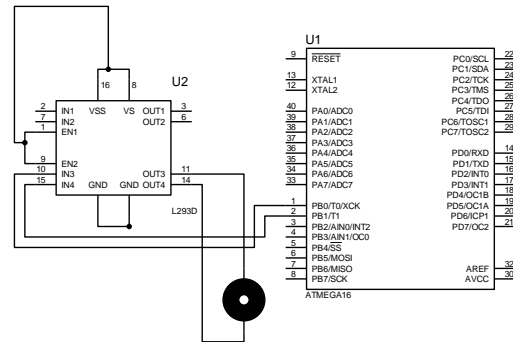 U2
16 8
VSS VS
2 IN1 OUT1 3
7 IN2 OUT2 6
1 EN1
9 EN2
10 IN3 OUT3 11
15 IN4 GND GND OUT4 14
L293D
U1
9 RESET PC0/SCL 22
PC1/SDA 23
13 XTAL1 PC2/TCK 24
12 XTAL2 PC3/TMS 25
PC4/TDO 26
40 PA0/ADC0 PC5/TDI 27
39 PA1/ADC1 PC6/TOSC1 28
38 PA2/ADC2 PC7/TOSC2 29
37 PA3/ADC3
36 PA4/ADC4 PD0/RXD 14
35 PA5/ADC5 PD1/TXD 15
34 PA6/ADC6 PD2/INT0 16
33 PA7/ADC7 PD3/INT1 17
PD4/OC1B 18
1 PB0/T0/XCK PD5/OC1A 19
2 PB1/T1 PD6/ICP1 20
3 PB2/AIN0/INT2 PD7/OC2 21
4 PB3/AIN1/OC0
5 PB4/SS
6 PB5/MOSI
7 PB6/MISO AREF 32
8 PB7/SCK AVCC 30
ATMEGA16